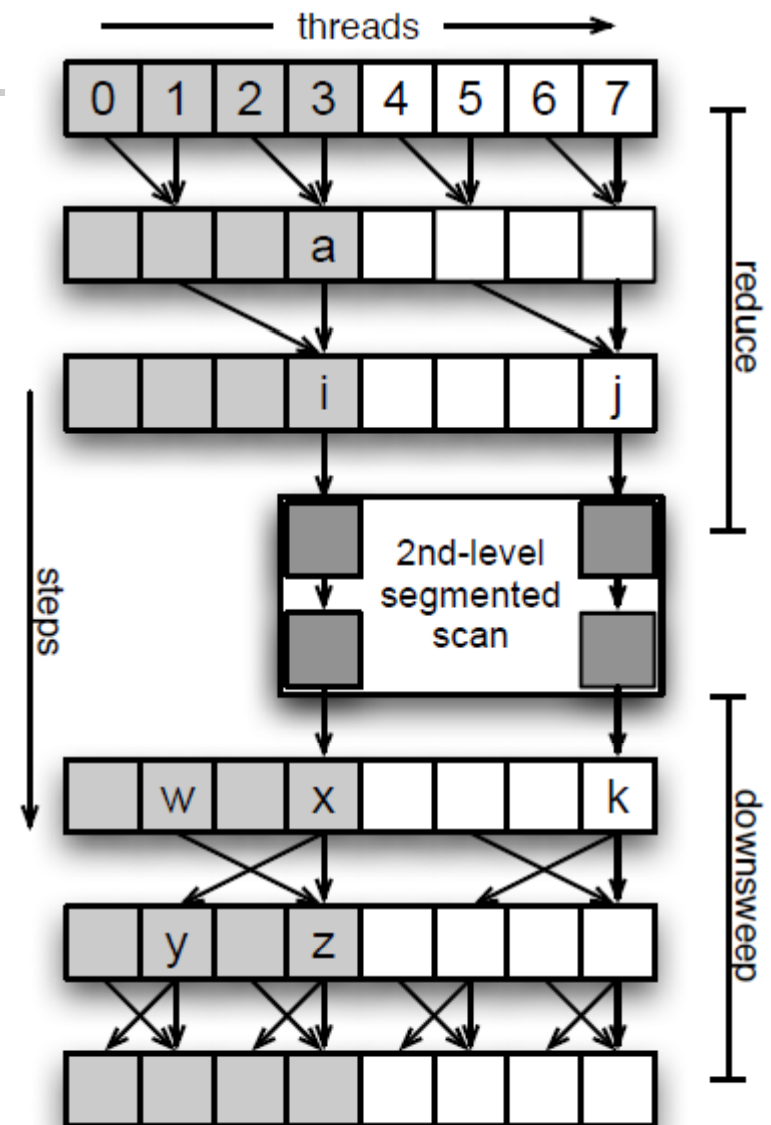 threads
0 1 2 3 4 5 6 7
a
reduce
i j
2nd-level
segmented
scan
steps
w x k
downsweep
y z